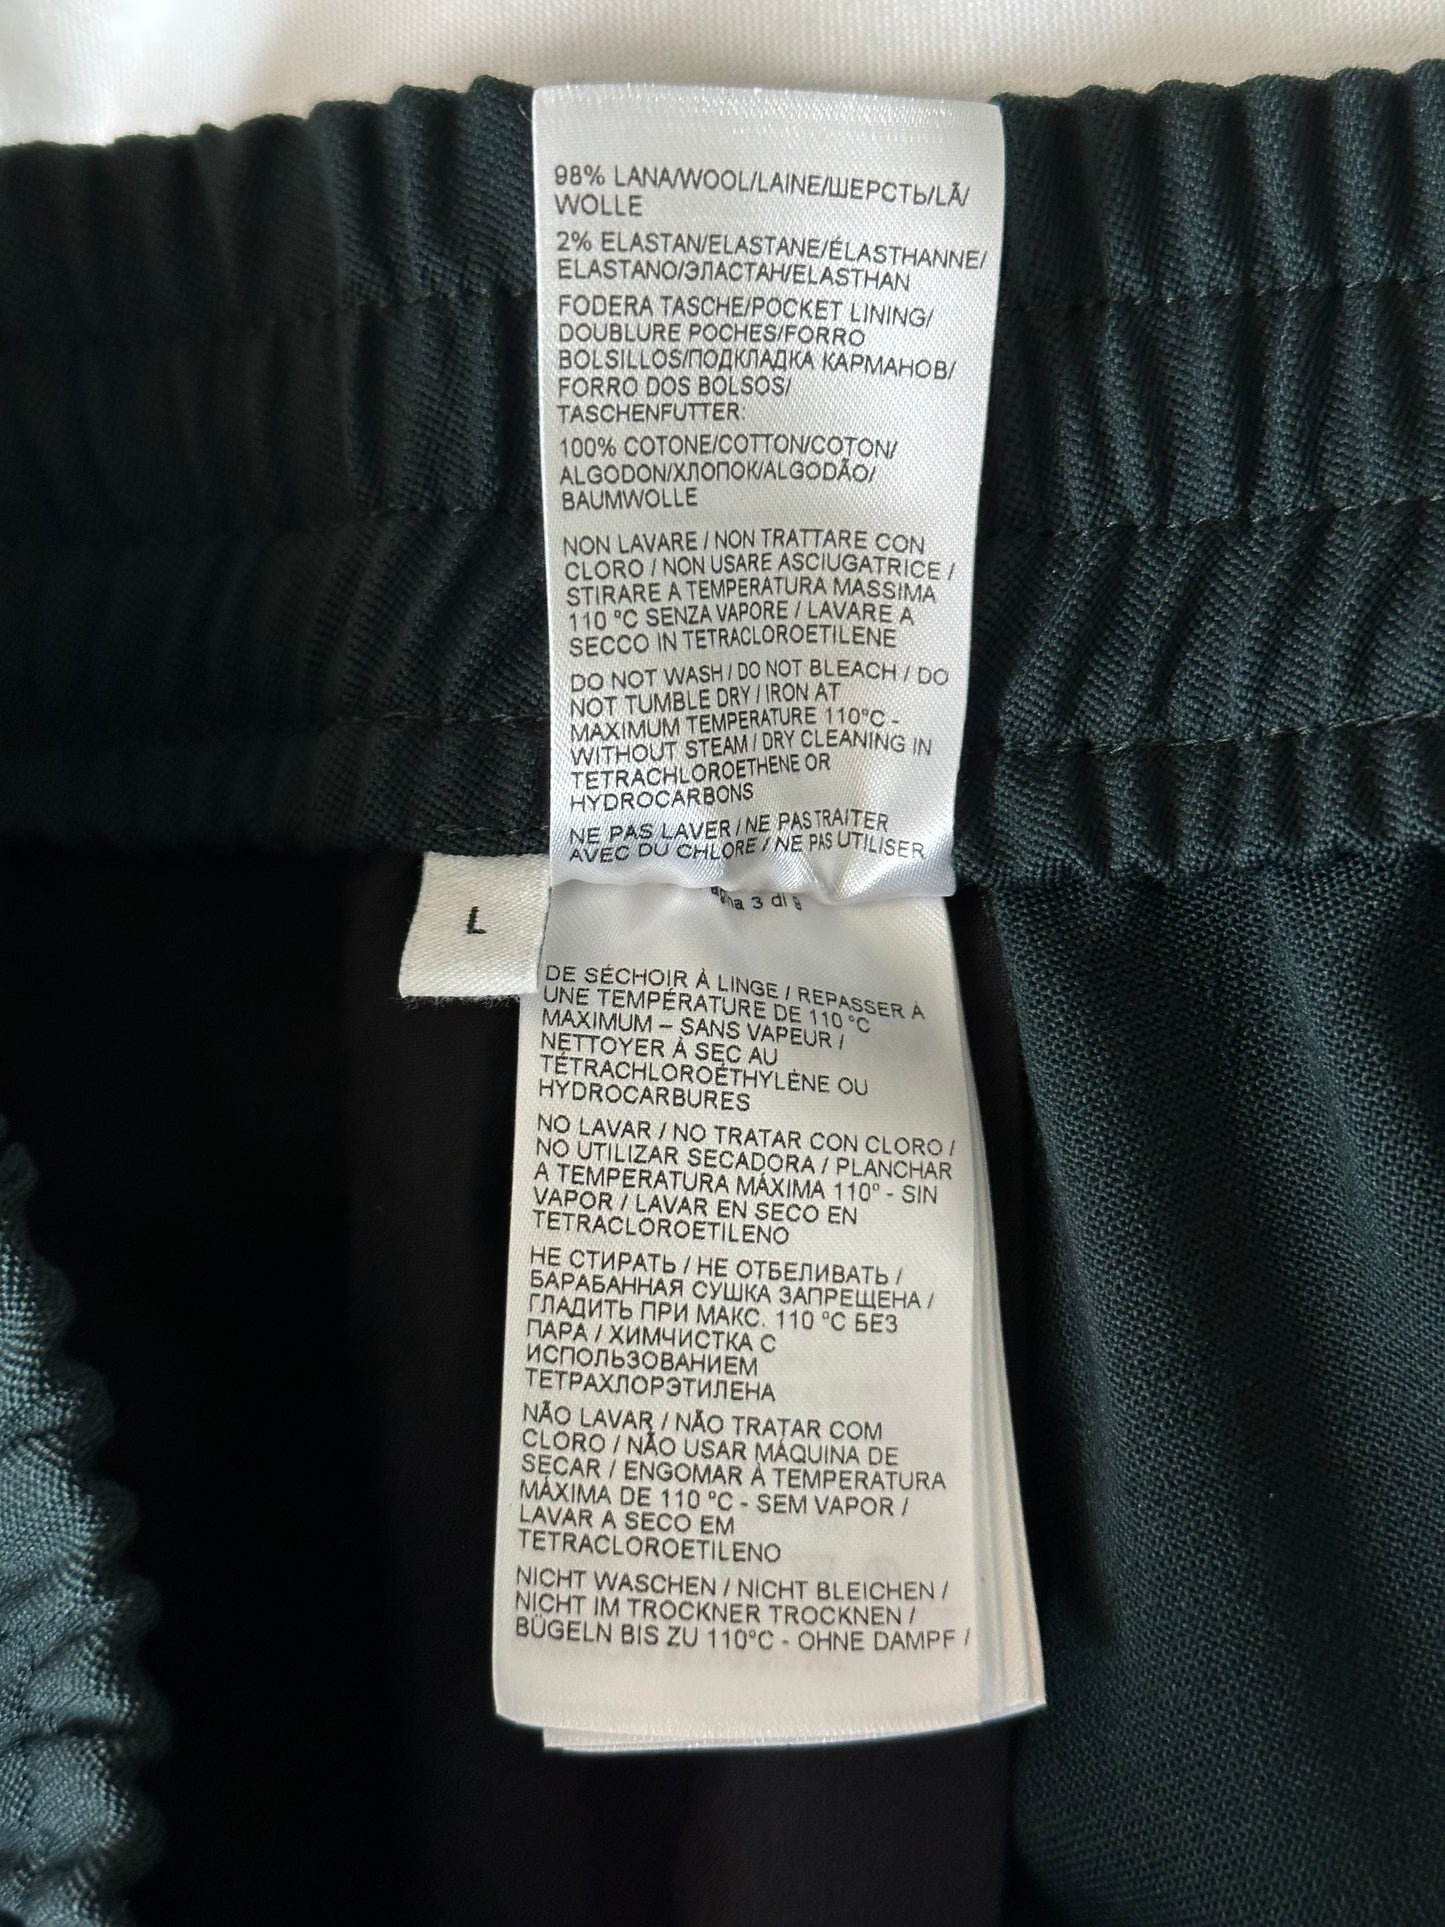 98% LANA/WOOL/LAINE/ШЕРСТЬ/LÃ/
WOLLE
2% ELASTAN/ELASTANE/ÉLASTHANNE/
ELASTANO/ЭЛАСТАН/ELASTHAN
FODERA TASCHE/POCKET LINING/
DOUBLURE POCHES/FORRO
BOLSILLOS/ПОДКЛАДКА КАРМАНОВ/
FORRO DOS BOLSOS/
TASCHENFUTTER:
100% COTONE/COTTON/COTON/
ALGODON/ХЛОПОК/ALGODÃO/
BAUMWOLLE
NON LAVARE / NON TRATTARE CON
CLORO / NON USARE ASCIUGATRICE /
STIRARE A TEMPERATURA MASSIMA
110 °C SENZA VAPORE / LAVARE A
SECCO IN TETRACLOROETILENE
DO NOT WASH / DO NOT BLEACH / DO
NOT TUMBLE DRY / IRON AT
MAXIMUM TEMPERATURE 110°C -
WITHOUT STEAM / DRY CLEANING IN
TETRACHLOROETHENE OR
HYDROCARBONS
NE PAS LAVER / NE PAS TRAITER
AVEC DU CHLORE / NE PAS UTILISER
3 di
L
DE SÉCHOIR À LINGE / REPASSER À
UNE TEMPÉRATURE DE 110 °C
MAXIMUM – SANS VAPEUR /
NETTOYER À SEC AU
TÉTRACHLOROÉTHYLÈNE OU
HYDROCARBURES
NO LAVAR / NO TRATAR CON CLORO /
NO UTILIZAR SECADORA / PLANCHAR
A TEMPERATURA MÁXIMA 110º - SIN
VAPOR / LAVAR EN SECO EN
TETRACLOROETILENO
НЕ СТИРАТЬ / НЕ ОТБЕЛИВАТЬ /
БАРАБАННАЯ СУШКА ЗАПРЕЩЕНА /
ГЛАДИТЬ ПРИ МАКС. 110 °C БЕЗ
ПАРА / ХИМЧИСТКА С
ИСПОЛЬЗОВАНИЕМ
ТЕТРАХЛОРЭТИЛЕНА
NÃO LAVAR / NÃO TRATAR COM
CLORO / NÃO USAR MÁQUINA DE
SECAR / ENGOMAR À TEMPERATURA
MÁXIMA DE 110 °C - SEM VAPOR /
LAVAR A SECO EM
TETRACLOROETILENO
NICHT WASCHEN / NICHT BLEICHEN /
NICHT IM TROCKNER TROCKNEN /
BÜGELN BIS ZU 110°C - OHNE DAMPF /